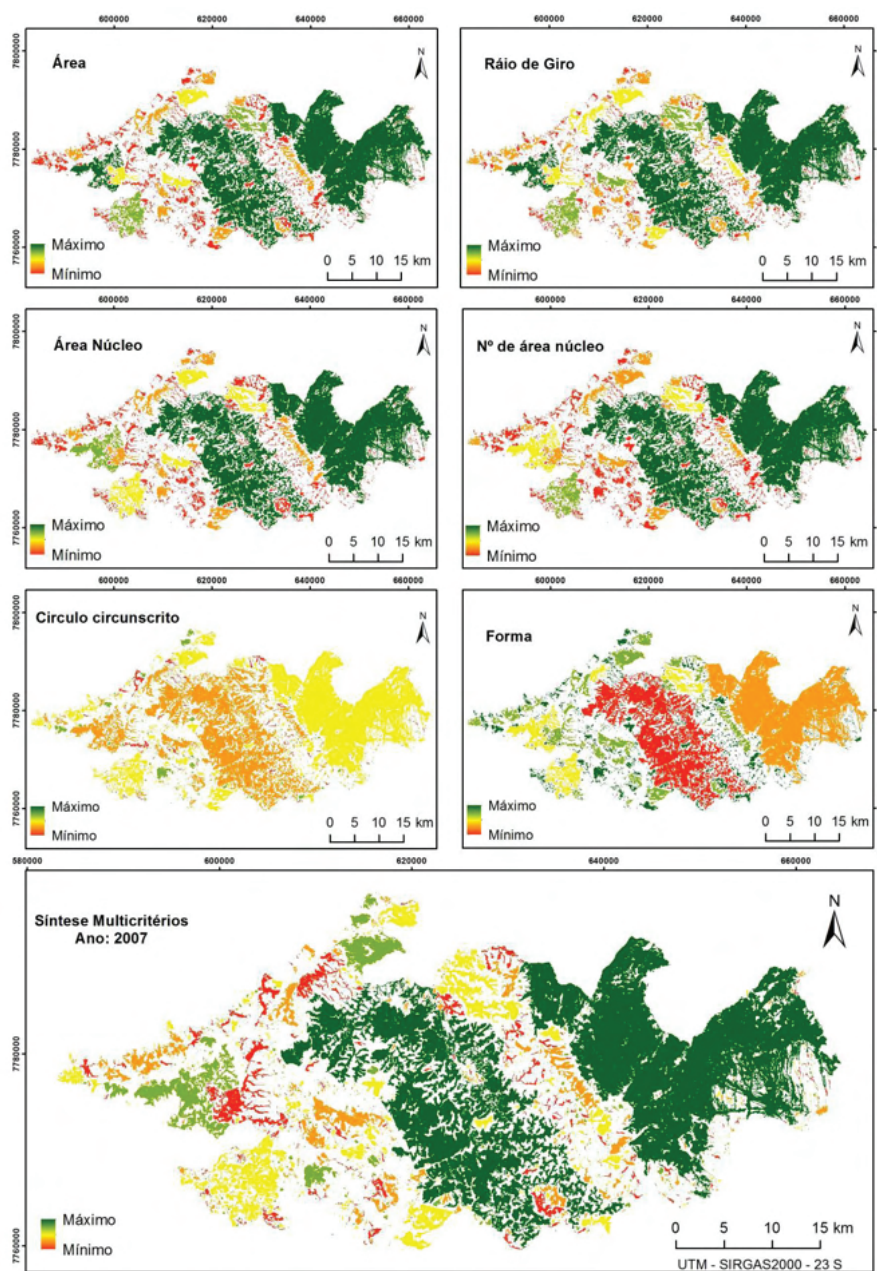 600000 620000 640000 660000
600000 620000 640000 660000
7800000
7780000
7760000
Área
N
Máximo
Mínimo
0 5 10 15 km
Ráio de Giro
N
Máximo
Mínimo
0 5 10 15 km
600000 620000 640000 660000
600000 620000 640000 660000
7800000
7780000
7760000
Área Núcleo
N
Máximo
Mínimo
0 5 10 15 km
Nº de área núcleo
N
Máximo
Mínimo
0 5 10 15 km
600000 620000 640000 660000
600000 620000 640000 660000
7800000
7780000
7760000
Circulo circunscrito
N
Máximo
Mínimo
0 5 10 15 km
Forma
N
Máximo
Mínimo
0 5 10 15 km
580000 600000 620000 640000 660000
7780000
7760000
Síntese Multicritérios
Ano: 2007
N
Máximo
Mínimo
0 5 10 15 km
UTM - SIRGAS2000 - 23 S